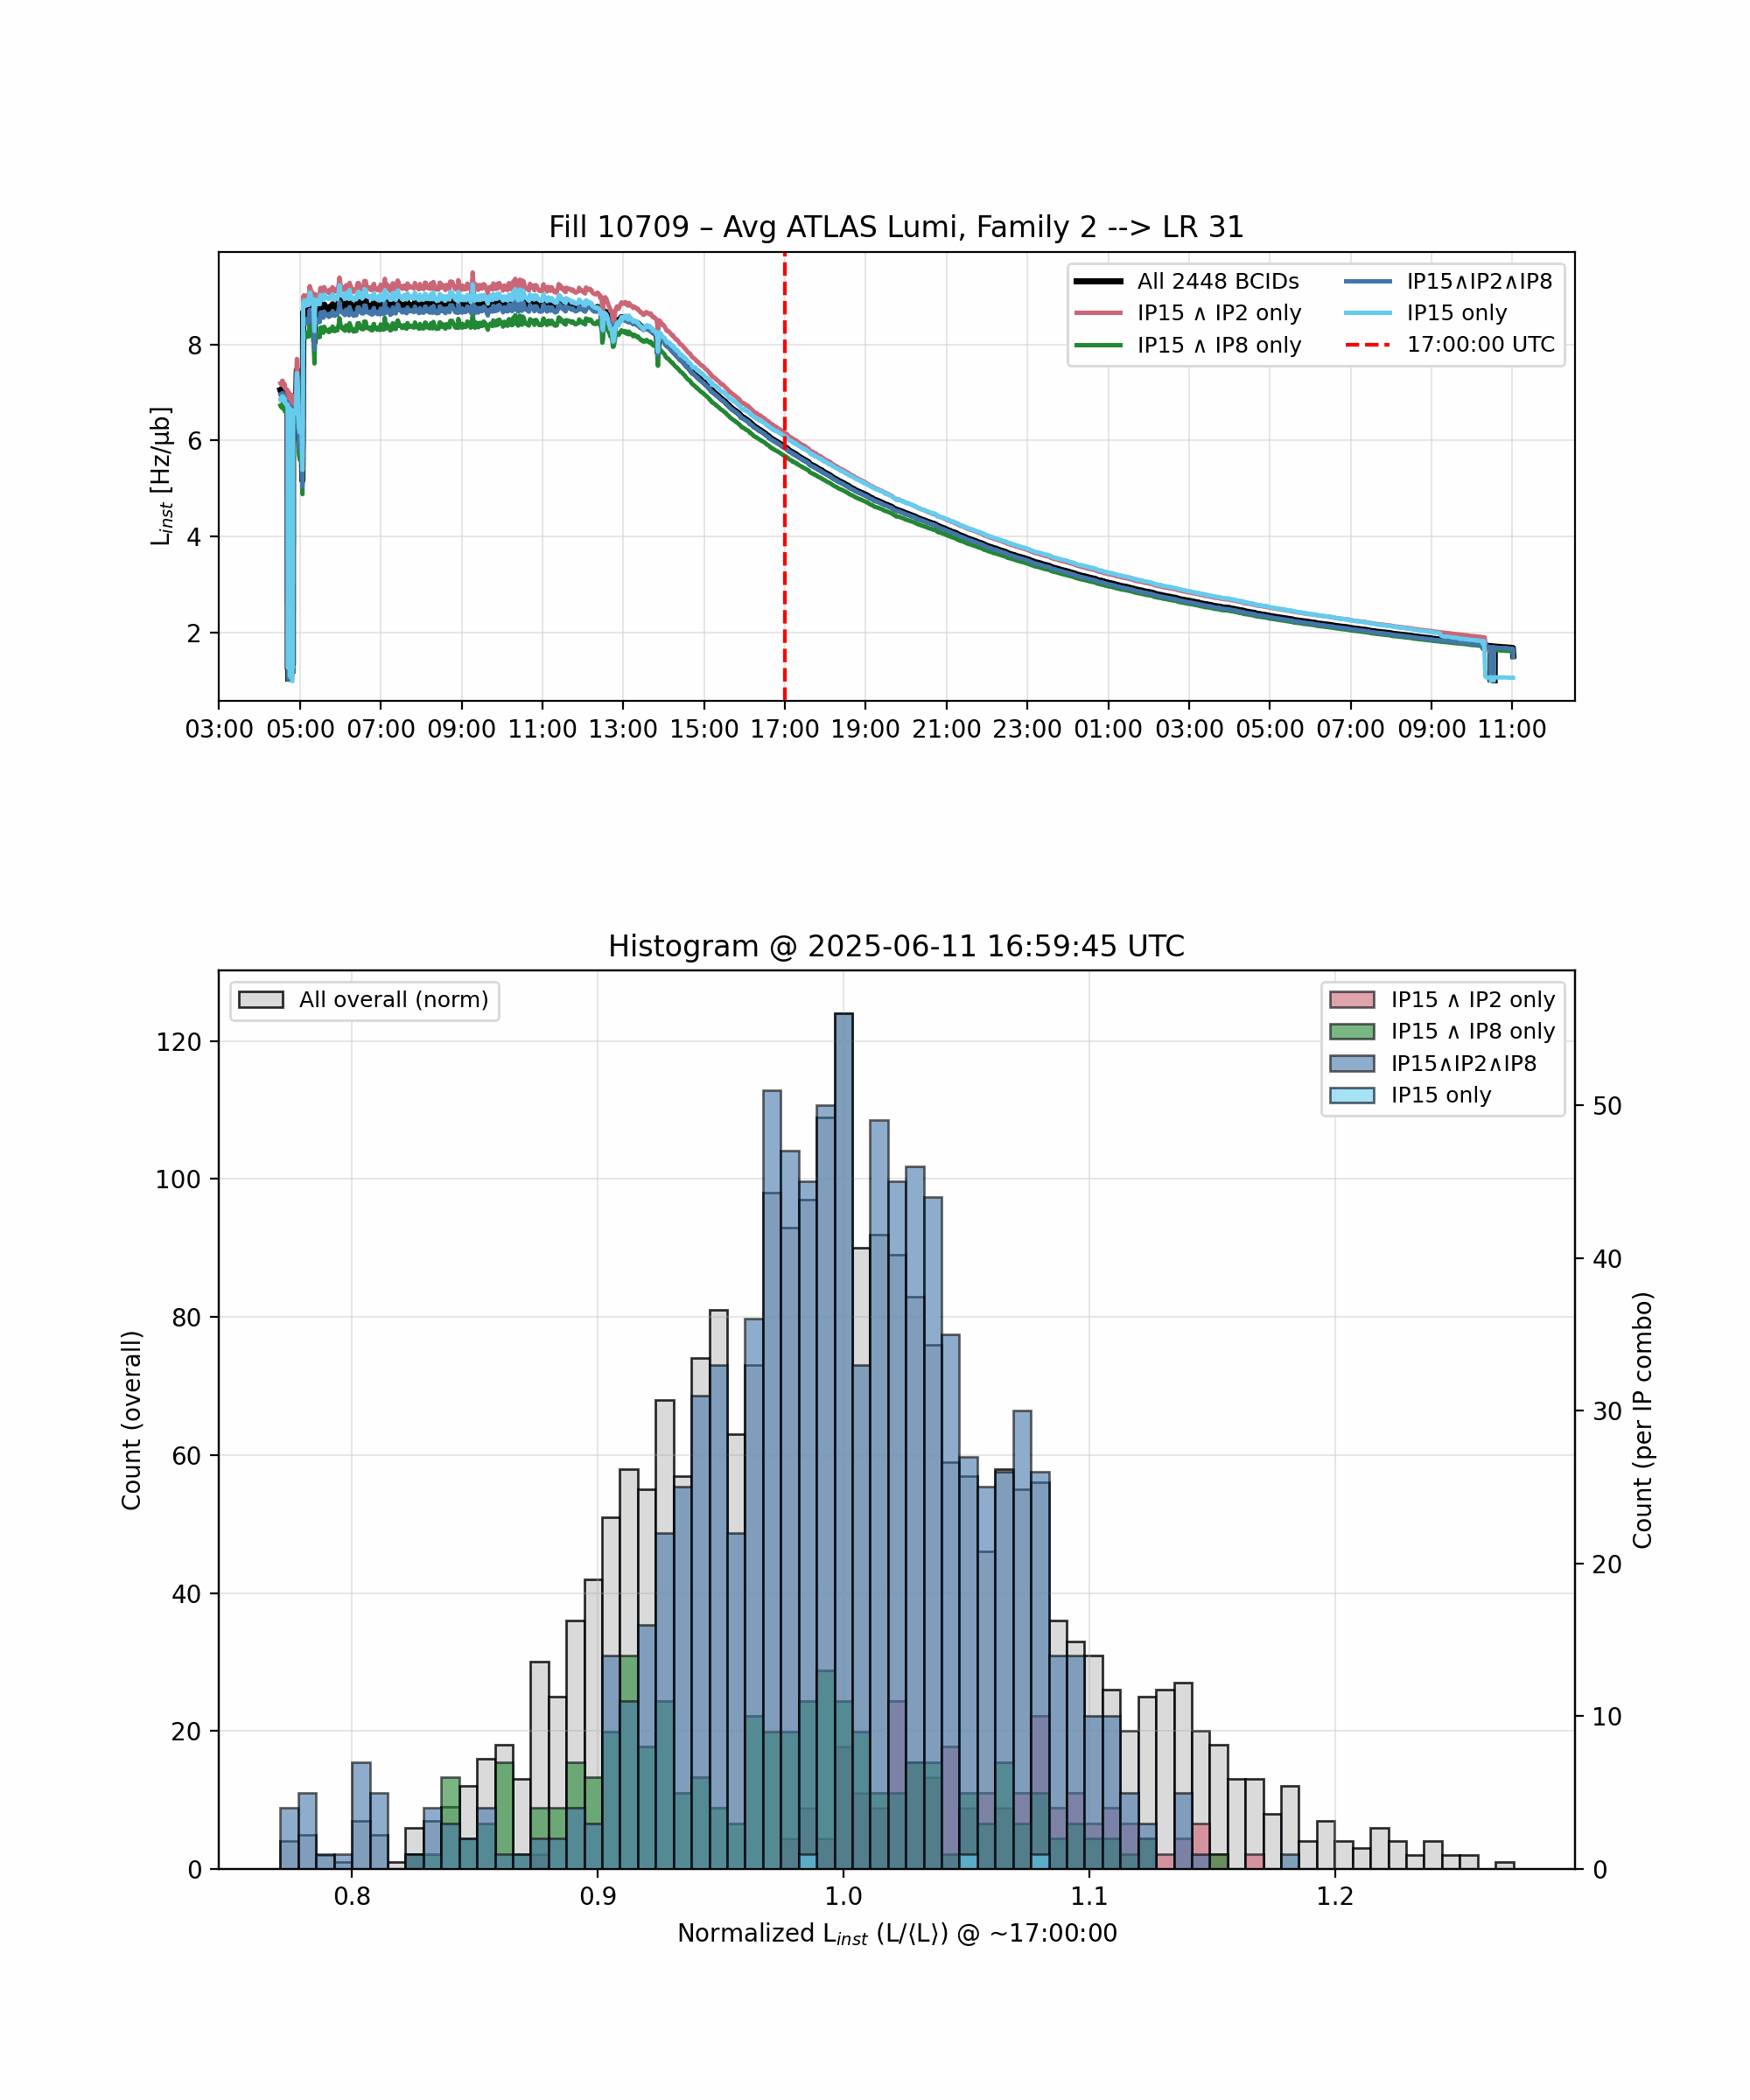 Fill 10709 – Avg ATLAS Lumi, Family 2 --> LR 31
All 2448 BCIDs
IP15 ∧ IP2 only
IP15 ∧ IP8 only
IP15∧IP2∧IP8
IP15 only
17:00:00 UTC
L_inst [Hz/μb]
8
6
4
2
03:00 05:00 07:00 09:00 11:00 13:00 15:00 17:00 19:00 21:00 23:00 01:00 03:00 05:00 07:00 09:00 11:00
Histogram @ 2025-06-11 16:59:45 UTC
All overall (norm)
IP15 ∧ IP2 only
IP15 ∧ IP8 only
IP15∧IP2∧IP8
IP15 only
Count (overall)
120
100
80
60
40
20
0
Count (per IP combo)
50
40
30
20
10
0
0.8 0.9 1.0 1.1 1.2
Normalized L_inst (L/⟨L⟩) @ ~17:00:00